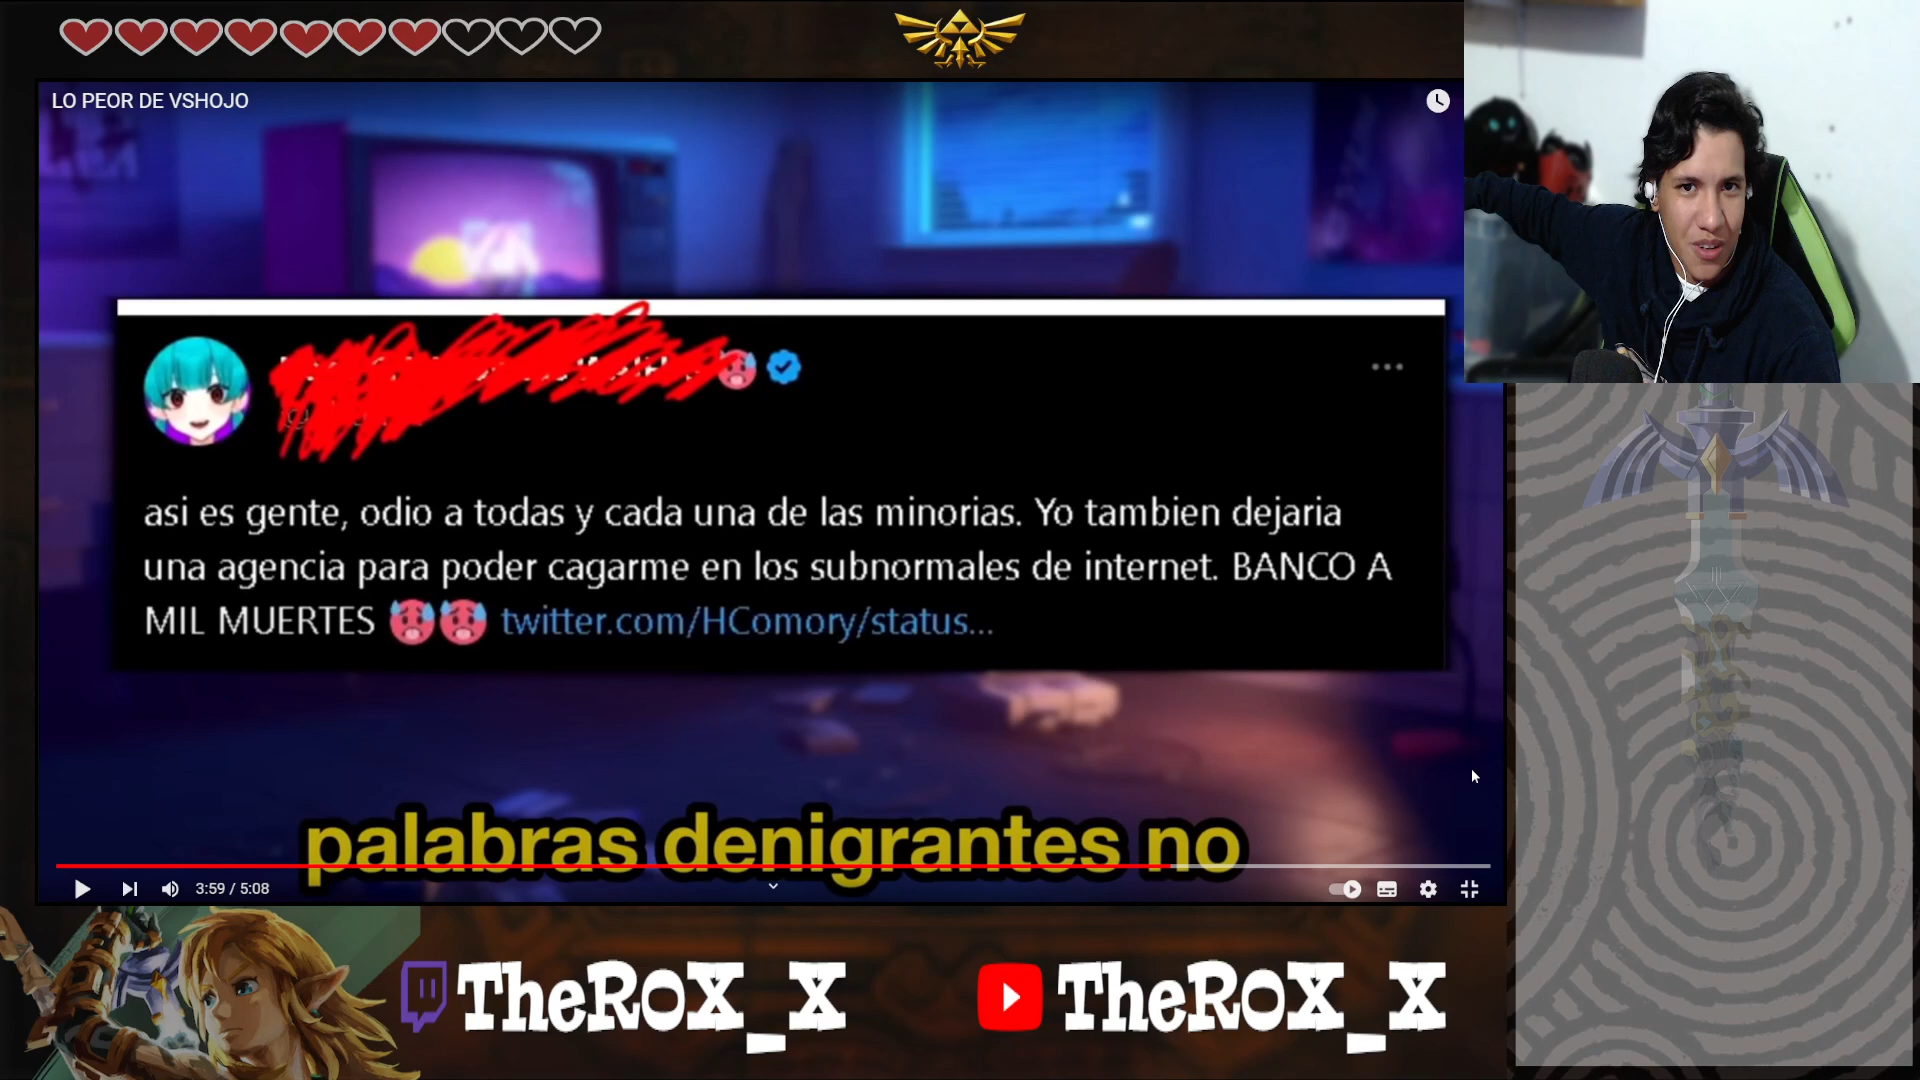 LO PEOR DE VSHOJO
asi es gente, odio a todas y cada una de las minorias. Yo tambien dejaria
una agencia para poder cagarme en los subnormales de internet. BANCO A
MIL MUERTES 🥵🥵 twitter.com/HComory/status...
palabras denigrantes no
3:59 / 5:08
TheROX_X
TheROX_X